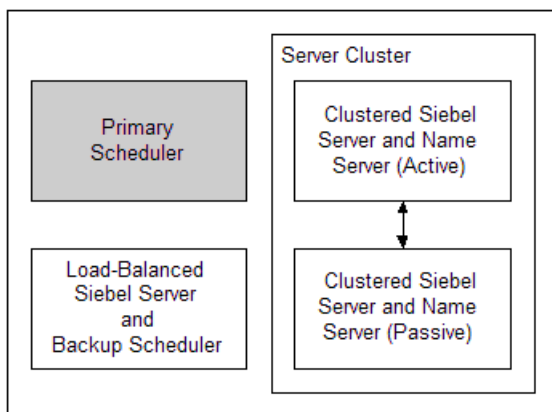 Server Cluster
Primary
Scheduler
Clustered Siebel
Server and Name
Server (Active)
Load-Balanced
Siebel Server
and
Backup Scheduler
Clustered Siebel
Server and Name
Server (Passive)